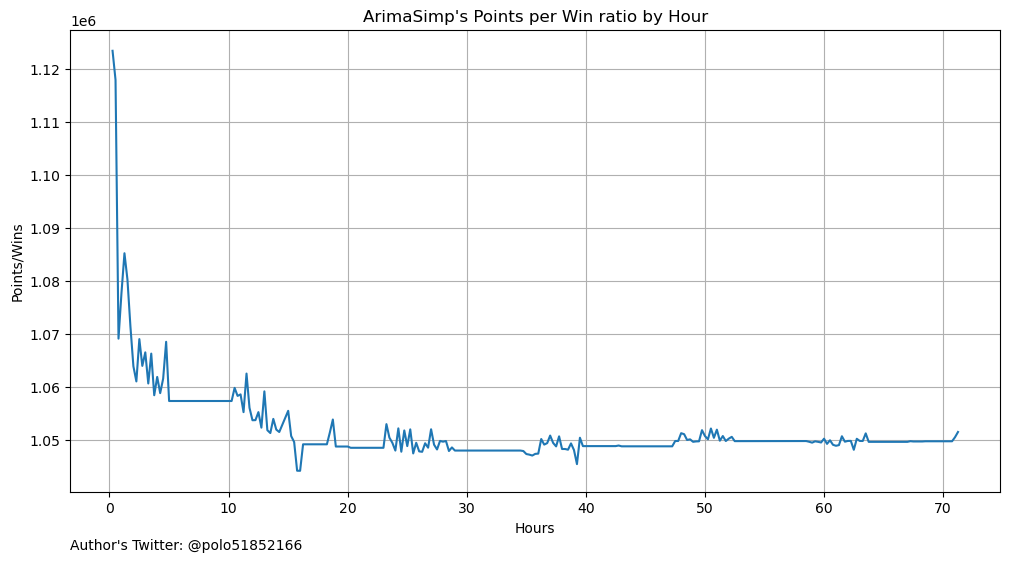 ArimaSimp's Points per Win ratio by Hour
1e6
1.12
1.11
1.10
1.09
1.08
1.07
1.06
1.05
Points/Wins
0 10 20 30 40 50 60 70
Hours
Author's Twitter: @polo51852166